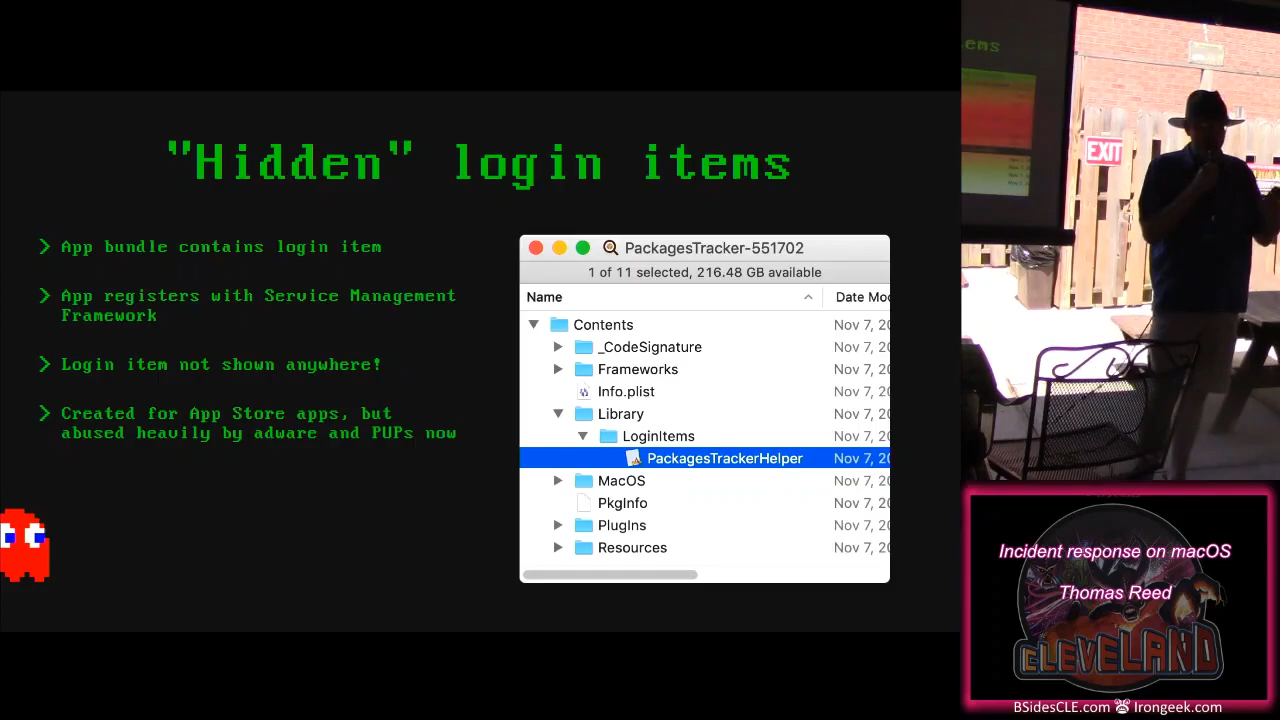 "Hidden" login items
> App bundle contains login item
> App registers with Service Management
Framework
> Login item not shown anywhere!
> Created for App Store apps, but
abused heavily by adware and PUPs now
PackagesTracker-551702
1 of 11 selected, 216.48 GB available
Name
Date Moc
Contents
Nov 7, 20
_CodeSignature
Nov 7, 20
Frameworks
Nov 7, 20
Info.plist
Nov 7, 20
Library
Nov 7, 20
LoginItems
Nov 7, 20
PackagesTrackerHelper
Nov 7, 20
MacOS
Nov 7, 20
PkgInfo
Nov 7, 20
PlugIns
Nov 7, 20
Resources
Nov 7, 20
ems
EXIT
Incident response on macOS
Thomas Reed
CLEVELAND
BSidesCLE.com Irongeek.com